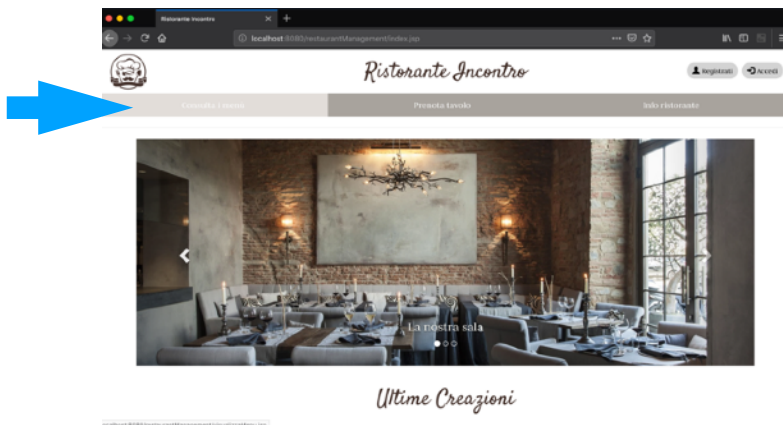 Ristorante Incontro
localhost:8080/restaurantManagement/index.jsp
Ristorante Incontro
Registrati
Accedi
Consulta i menù
Prenota tavolo
Info ristorante
La nostra sala
Ultime Creazioni